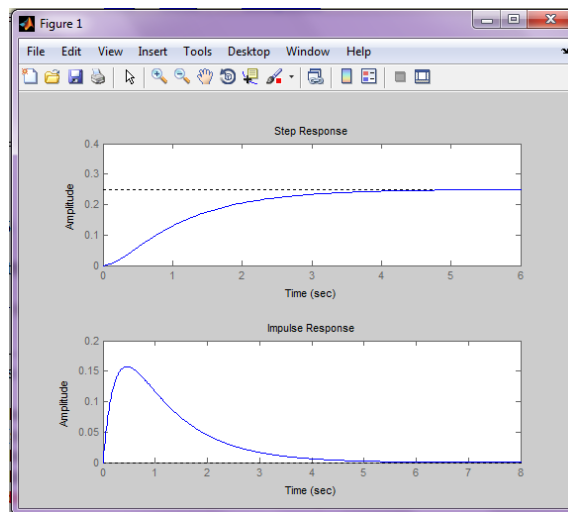 Figure 1
File Edit View Insert Tools Desktop Window Help
Step Response
0.4
0.3
0.2
0.1
0
Amplitude
0 1 2 3 4 5 6
Time (sec)
Impulse Response
0.2
0.15
0.1
0.05
0
Amplitude
0 1 2 3 4 5 6 7 8
Time (sec)